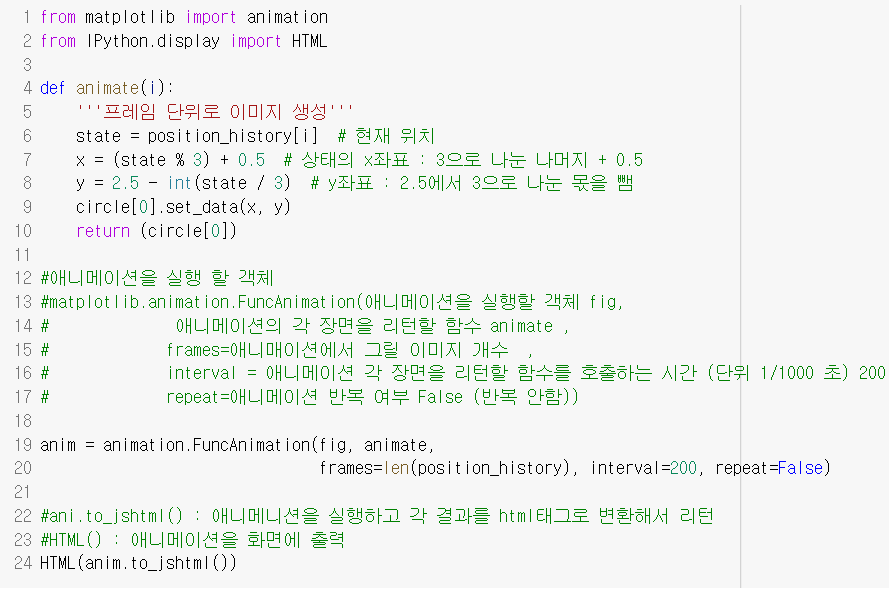 1 from matplotlib import animation
2 from IPython.display import HTML
3
4 def animate(i):
5     '''프레임 단위로 이미지 생성'''
6     state = position_history[i]  # 현재 위치
7     x = (state % 3) + 0.5  # 상태의 x좌표 : 3으로 나눈 나머지 + 0.5
8     y = 2.5 - int(state / 3)  # y좌표 : 2.5에서 3으로 나눈 몫을 뺌
9     circle[0].set_data(x, y)
10     return (circle[0])
11
12 #애니메이션을 실행 할 객체
13 #matplotlib.animation.FuncAnimation(애니메이션을 실행할 객체 fig,
14 #              애니메이션의 각 장면을 리턴할 함수 animate ,
15 #             frames=애니매이션에서 그릴 이미지 개수  ,
16 #             interval = 애니메이션 각 장면을 리턴할 함수를 호출하는 시간 (단위 1/1000 초) 200
17 #             repeat=애니메이션 반복 여부 False (반복 안함))
18
19 anim = animation.FuncAnimation(fig, animate,
20                                frames=len(position_history), interval=200, repeat=False)
21
22 #ani.to_jshtml() : 애니메니션을 실행하고 각 결과를 html태그로 변환해서 리턴
23 #HTML() : 애니메이션을 화면에 출력
24 HTML(anim.to_jshtml())